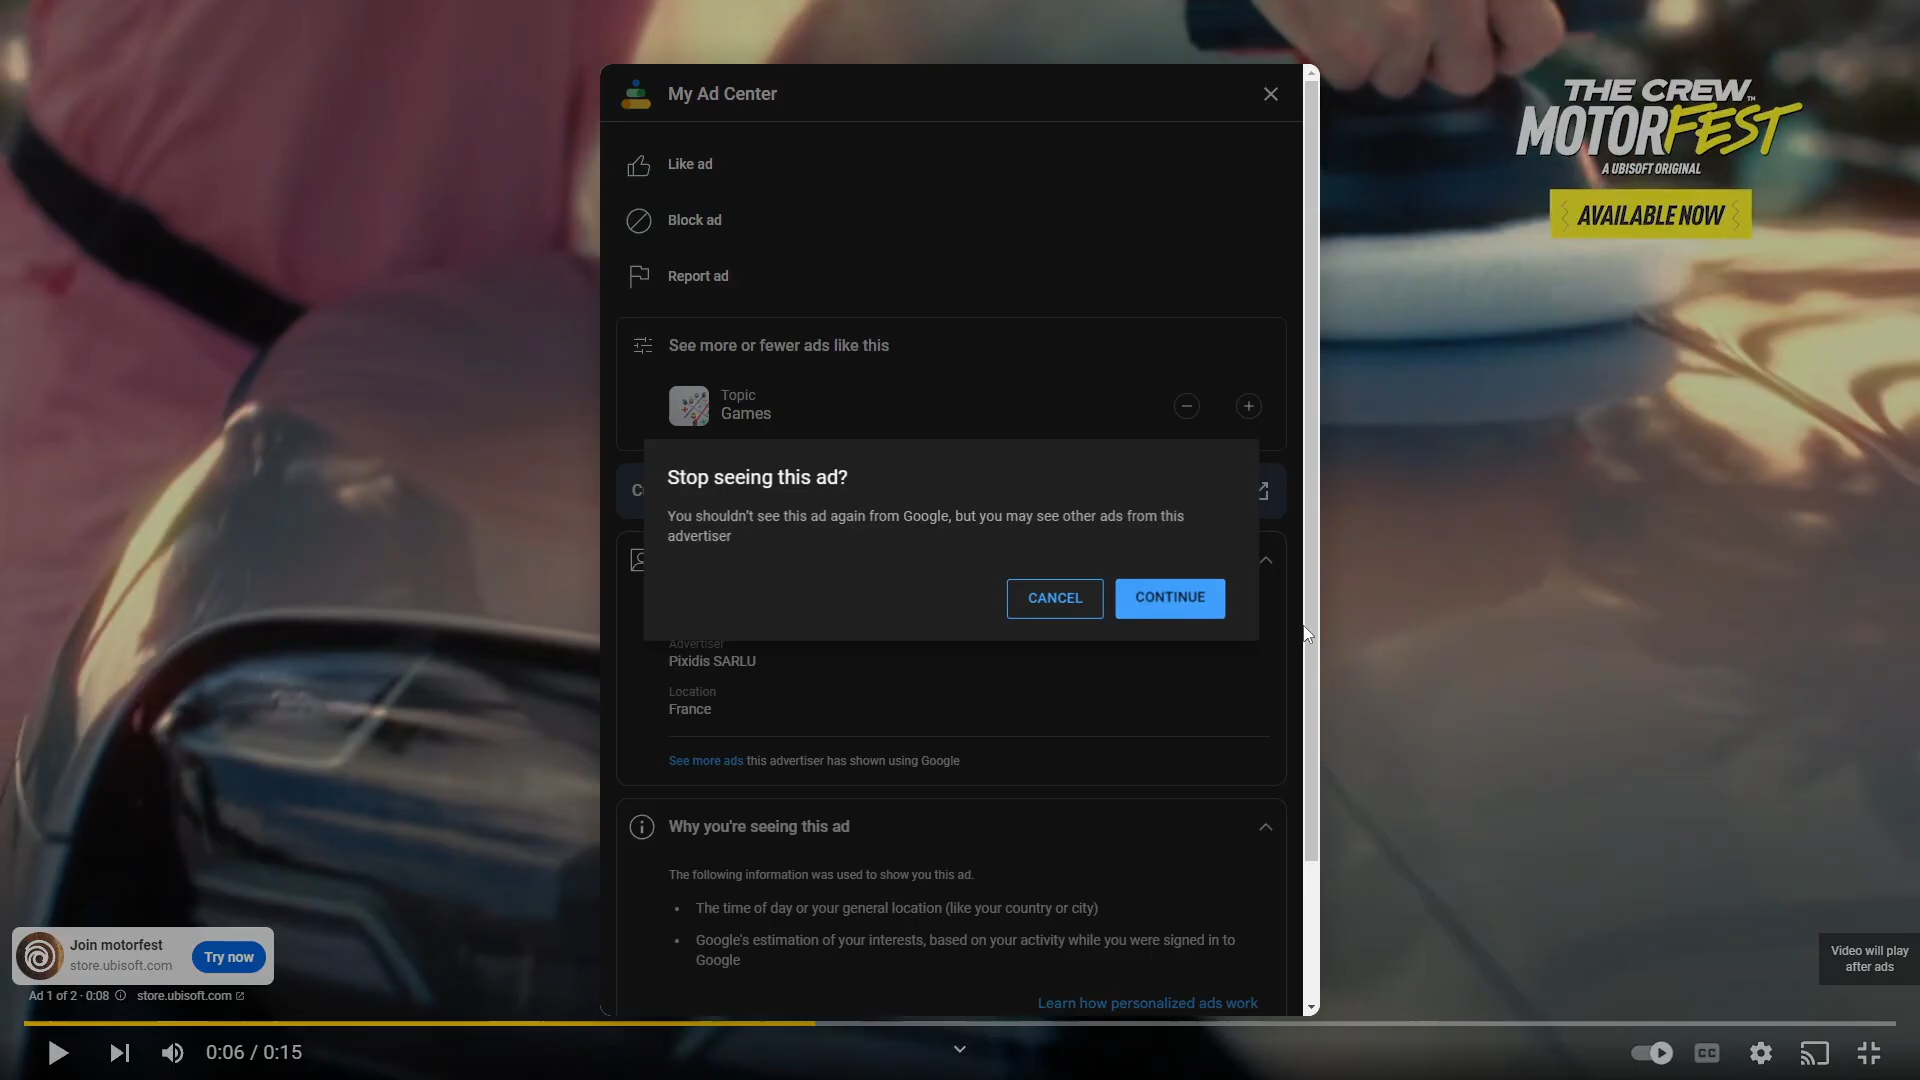 THE CREW™
MOTORFEST
A UBISOFT ORIGINAL
AVAILABLE NOW
My Ad Center
Like ad
Block ad
Report ad
See more or fewer ads like this
Topic
Games
Stop seeing this ad?
You shouldn't see this ad again from Google, but you may see other ads from this
advertiser
CANCEL
CONTINUE
Advertiser
Pixidis SARLU
Location
France
See more ads this advertiser has shown using Google
Why you're seeing this ad
The following information was used to show you this ad.
• The time of day or your general location (like your country or city)
• Google's estimation of your interests, based on your activity while you were signed in to
Google
Learn how personalized ads work
Join motorfest
store.ubisoft.com
Try now
Ad 1 of 2 · 0:08 store.ubisoft.com
Video will play
after ads
0:06 / 0:15
CC